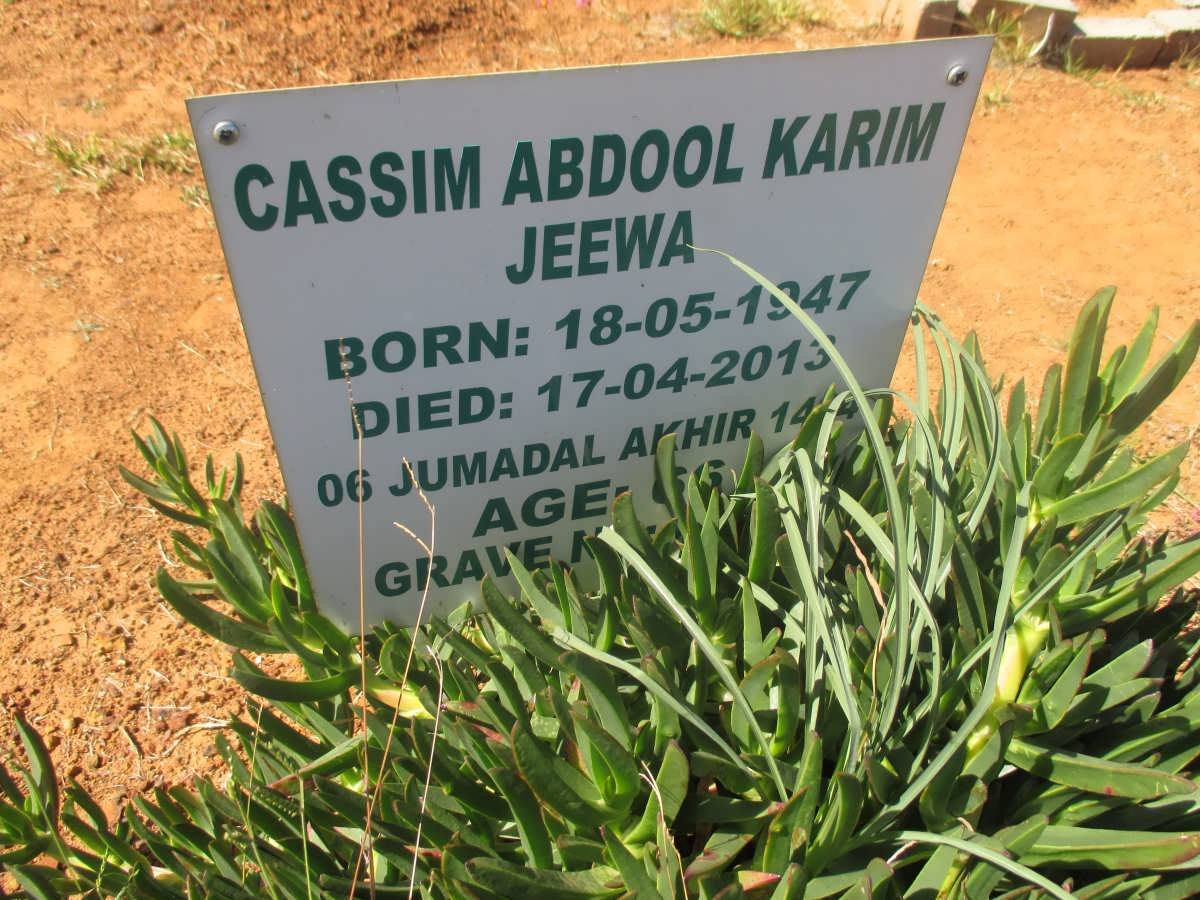 CASSIM ABDOOL KARIM
JEEWA
BORN: 18-05-1947
DIED: 17-04-2013
06 JUMADAL AKHIR
AGE:
GRAVE